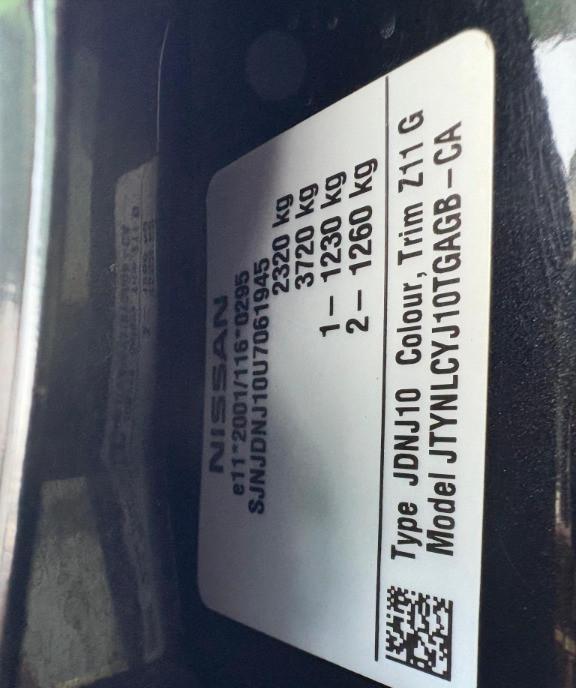 NISSAN
e11*2001/116*0295
SJNJDNJ10U7061945
2320 kg
3720 kg
1– 1230 kg
2– 1260 kg
Type JDNJ10 Colour, Trim Z11 G
Model JTYNLCYJ10TGAGB–CA